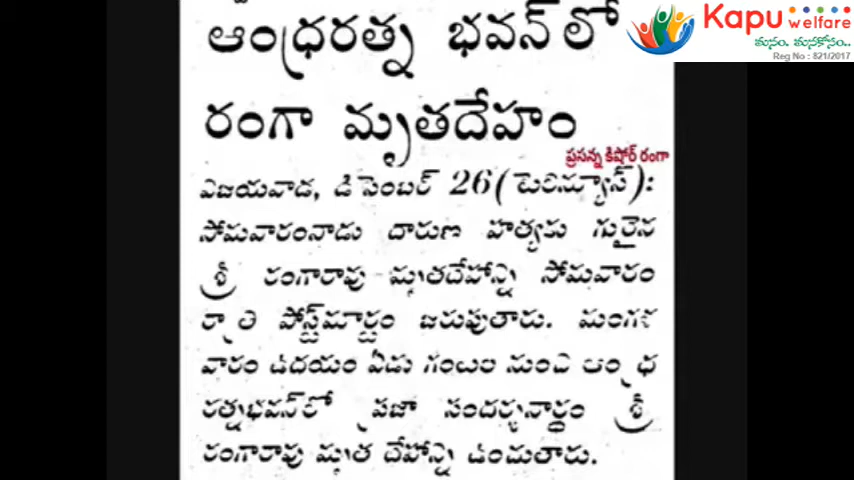 Kapu welfare
మనం. మనకోసం..
Reg No : 821/2017
ఆంధ్రరత్న భవన్‌లో
రంగా మృతదేహం
ప్రసన్న కిషోర్ రంగా
విజయవాడ, డిసెంబర్ 26 (టెలిన్యూస్):
సోమవారంనాడు దారుణ హత్యకు గురైన
శ్రీ రంగారావు మృతదేహాన్ని సోమవారం
రాత్రి పోస్ట్‌మార్టం జరుపుతారు. మంగళ
వారం ఉదయం ఏడు గంటల నుంచి ఆంధ్ర
రత్నభవన్‌లో ప్రజా సందర్శనార్థం శ్రీ
రంగారావు మృత దేహాన్ని ఉంచుతారు.